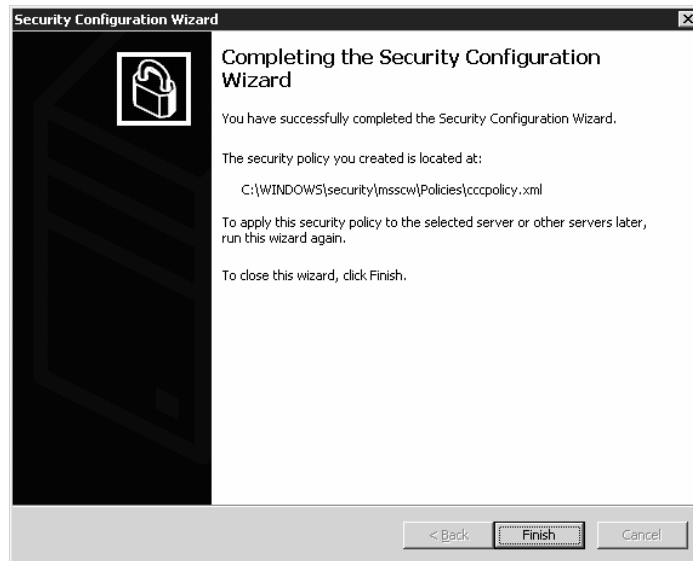 Security Configuration Wizard
Completing the Security Configuration
Wizard
You have successfully completed the Security Configuration Wizard.
The security policy you created is located at:
C:\WINDOWS\security\msscw\Policies\cccpolicy.xml
To apply this security policy to the selected server or other servers later,
run this wizard again.
To close this wizard, click Finish.
< Back Finish Cancel